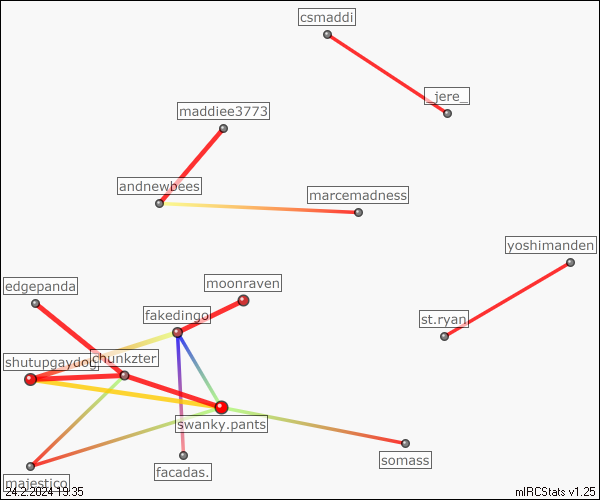 csmaddi
_jere_
maddiee3773
andnewbees
marcemadness
yoshimanden
edgepanda
moonraven
fakedingo
st.ryan
shutupgaydog
chunkzter
swanky.pants
somass
facadas.
majestico
24.2.2024 19:35
mIRCStats v1.25